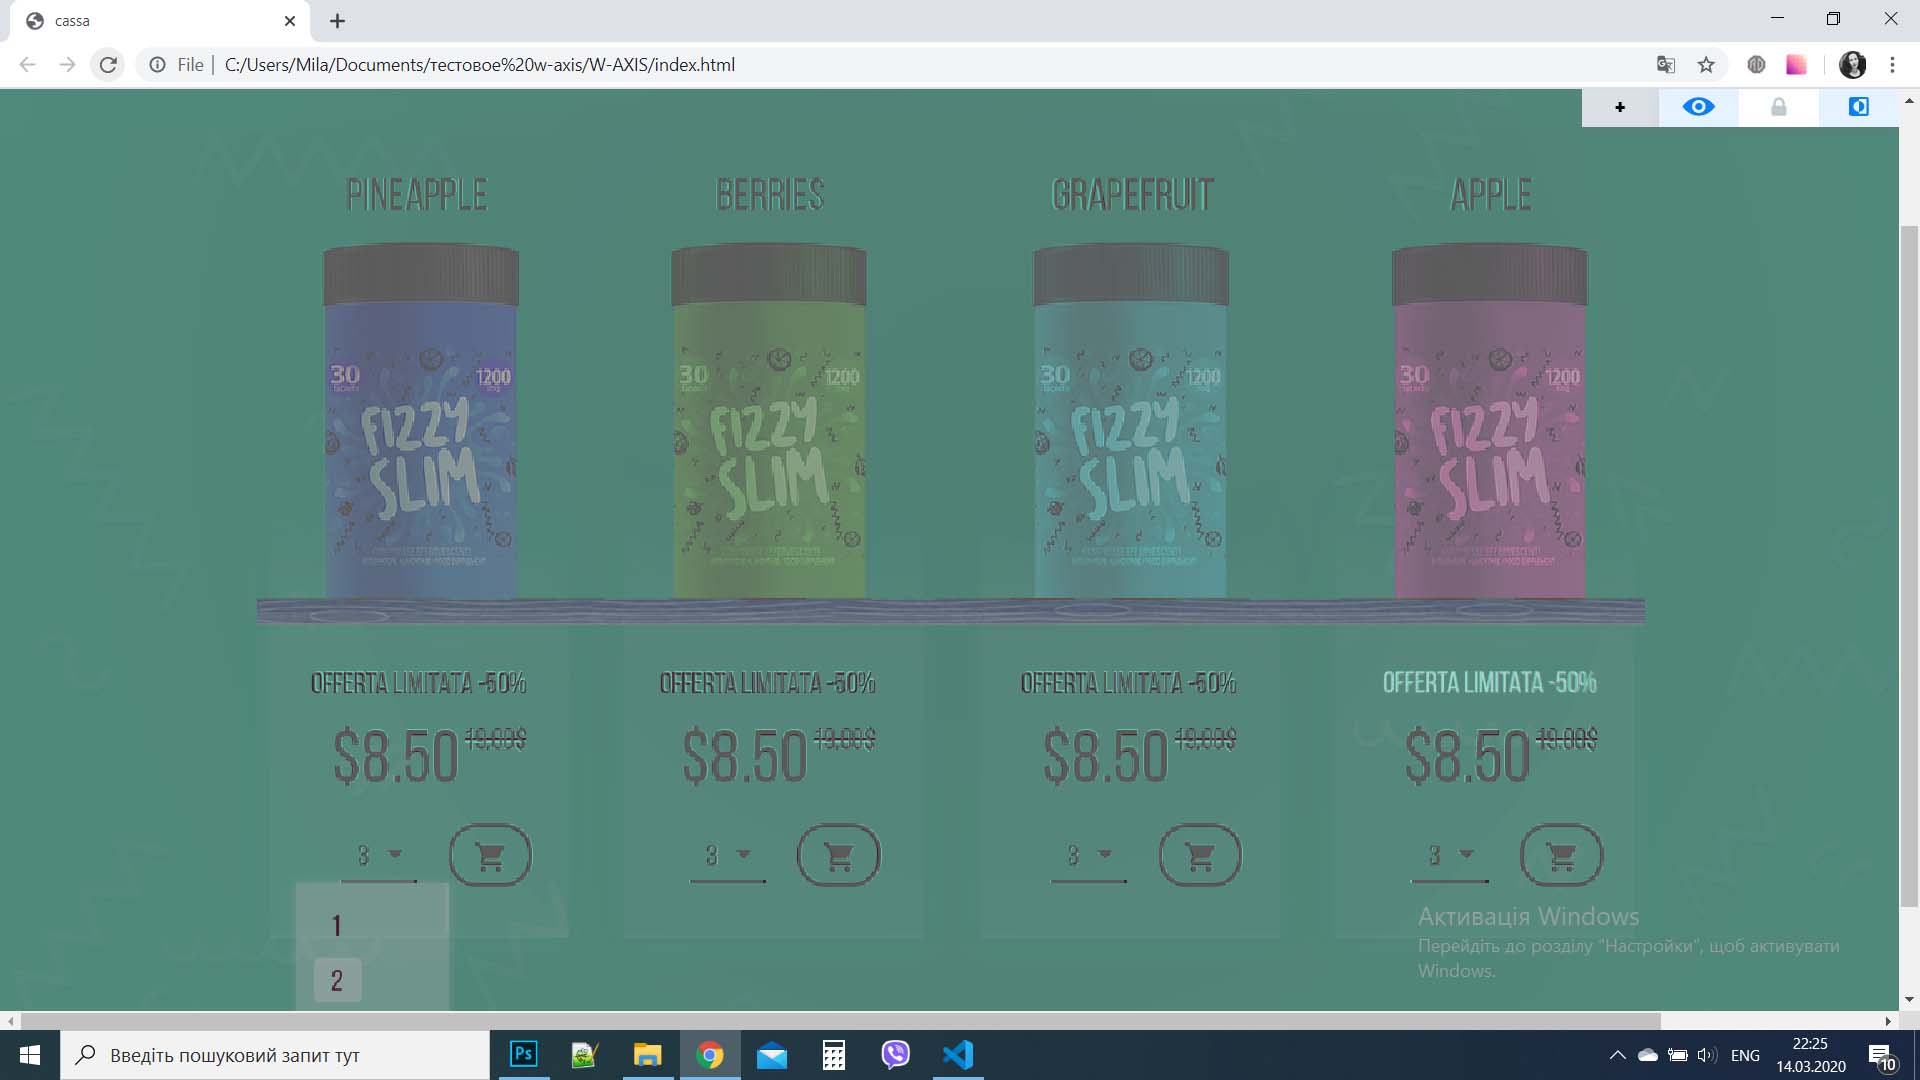 cassa
File
C:/Users/Mila/Documents/тестовое%20w-axis/W-AXIS/index.html
PINEAPPLE
BERRIES
GRAPEFRUIT
APPLE
30
1200
FIZZY
SLIM
30
1200
FIZZY
SLIM
30
1200
FIZZY
SLIM
30
1200
FIZZY
SLIM
OFFERTA LIMITATA -50%
OFFERTA LIMITATA -50%
OFFERTA LIMITATA -50%
OFFERTA LIMITATA -50%
$8.50 19.00$
$8.50 19.00$
$8.50 19.00$
$8.50 19.00$
3
3
3
3
1
2
Активація Windows
Перейдіть до розділу "Настройки", щоб активувати
Windows.
Ps
Введіть пошуковий запит тут
ENG
22:25
14.03.2020
10